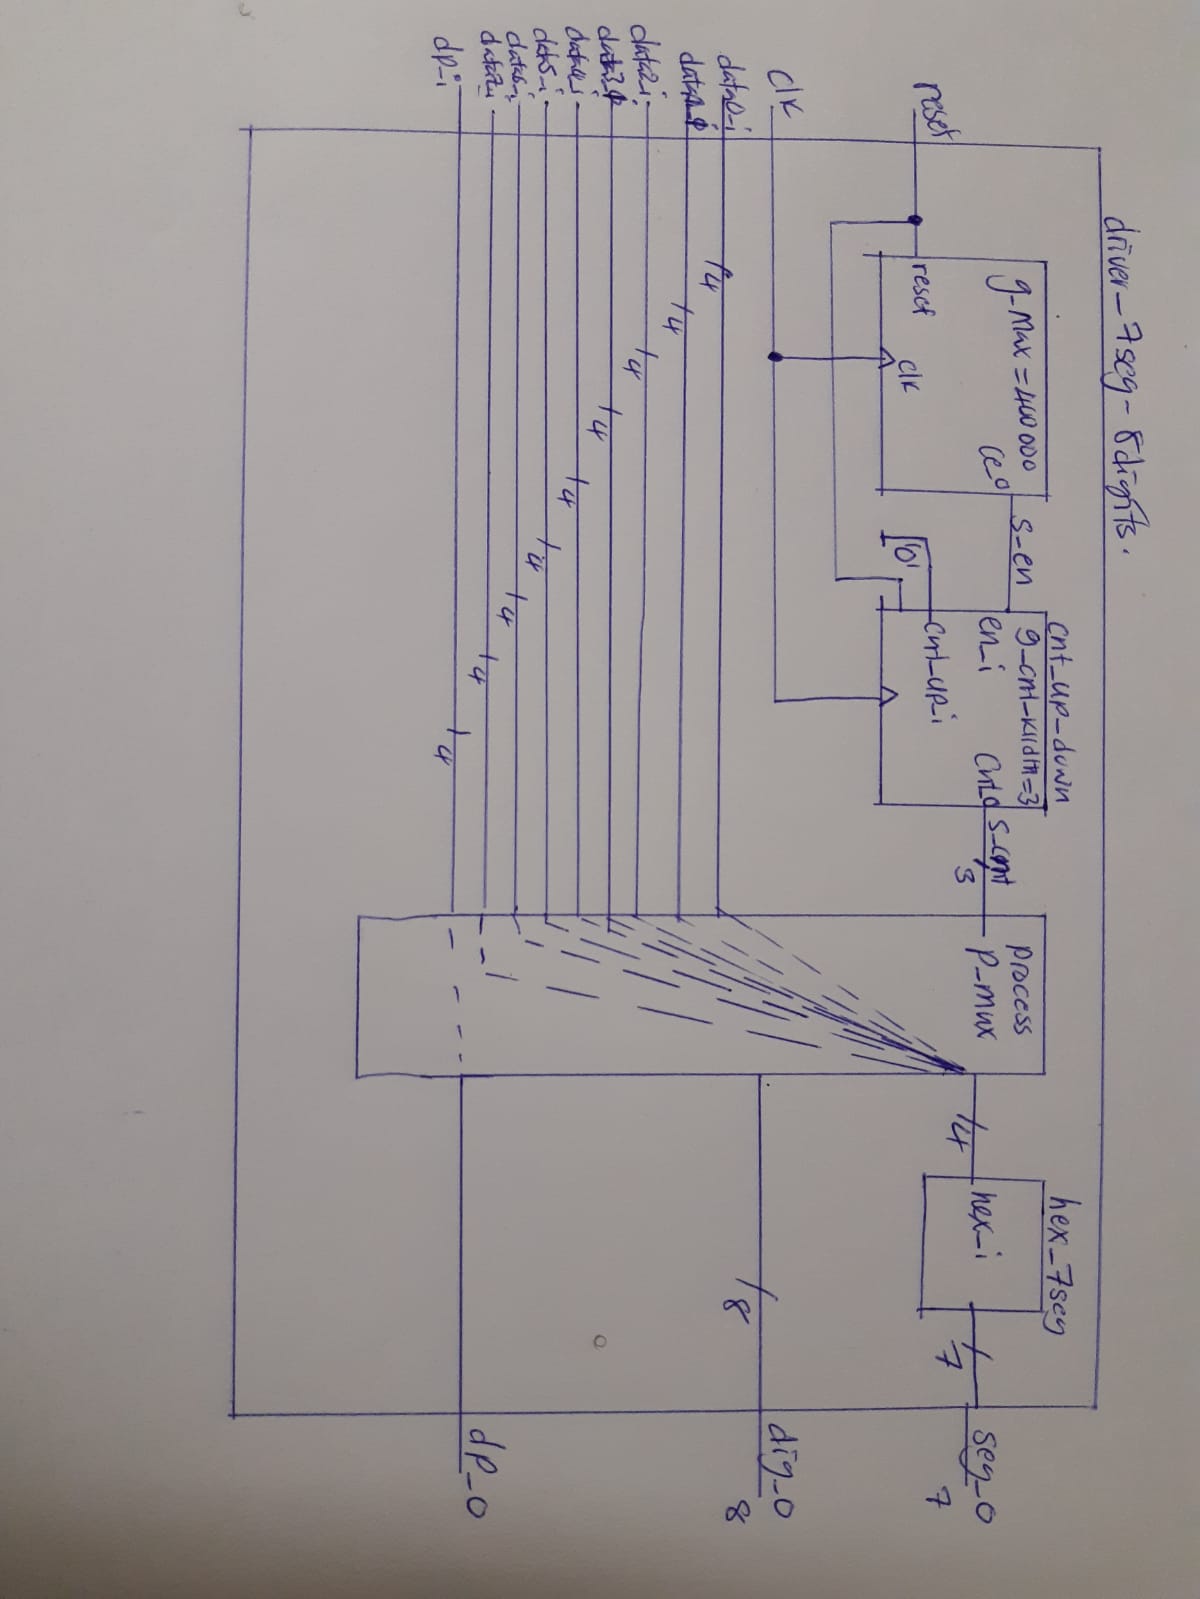 driver_7seg_8digits.
cnt_up_down
hex_7seg
g_Max = 400 000
ce_o
s_en
g_cnt_width=3
en_i
cnt_o
s_cnt
3
process
p_mux
4
hex_i
7
seg_o
7
reset
reset
clk
'0'
cnt_up_i
clk
dig_o
8
8
data0_i
4
4
data2_i
4
data3_i
4
data4_i
4
data5_i
4
data6_i
4
data7_i
4
dp_i
4
dp_o